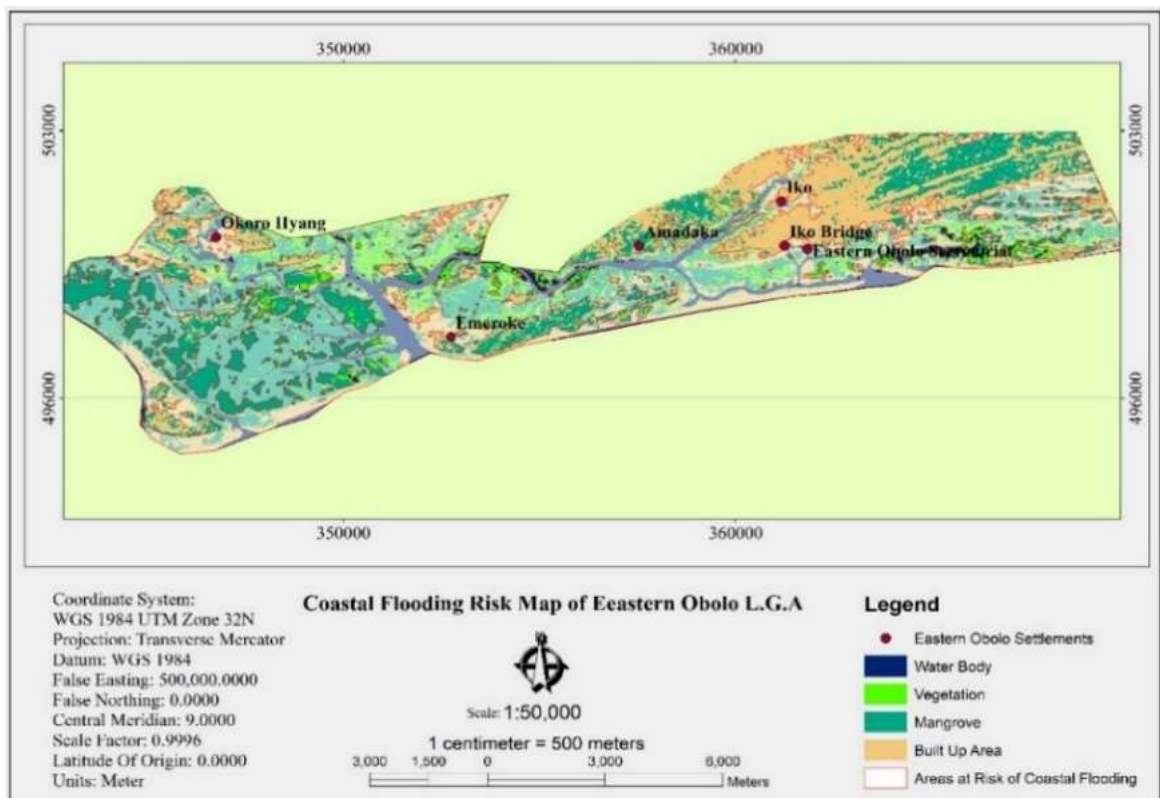 350000
360000
503000
503000
Iko
Okoro IIyang
Amadaka
Iko Bridge
Eastern Obolo
Emeroke
496000
496000
350000
360000
Coordinate System:
WGS 1984 UTM Zone 32N
Projection: Transverse Mercator
Datum: WGS 1984
False Easting: 500,000.0000
False Northing: 0.0000
Central Meridian: 9.0000
Scale Factor: 0.9996
Latitude Of Origin: 0.0000
Units: Meter
Coastal Flooding Risk Map of Eeastern Obolo L.G.A
Scale: 1:50,000
1 centimeter = 500 meters
3,000 1,500 0 3,000 6,000
Meters
Legend
Eastern Obolo Settlements
Water Body
Vegetation
Mangrove
Built Up Area
Areas at Risk of Coastal Flooding